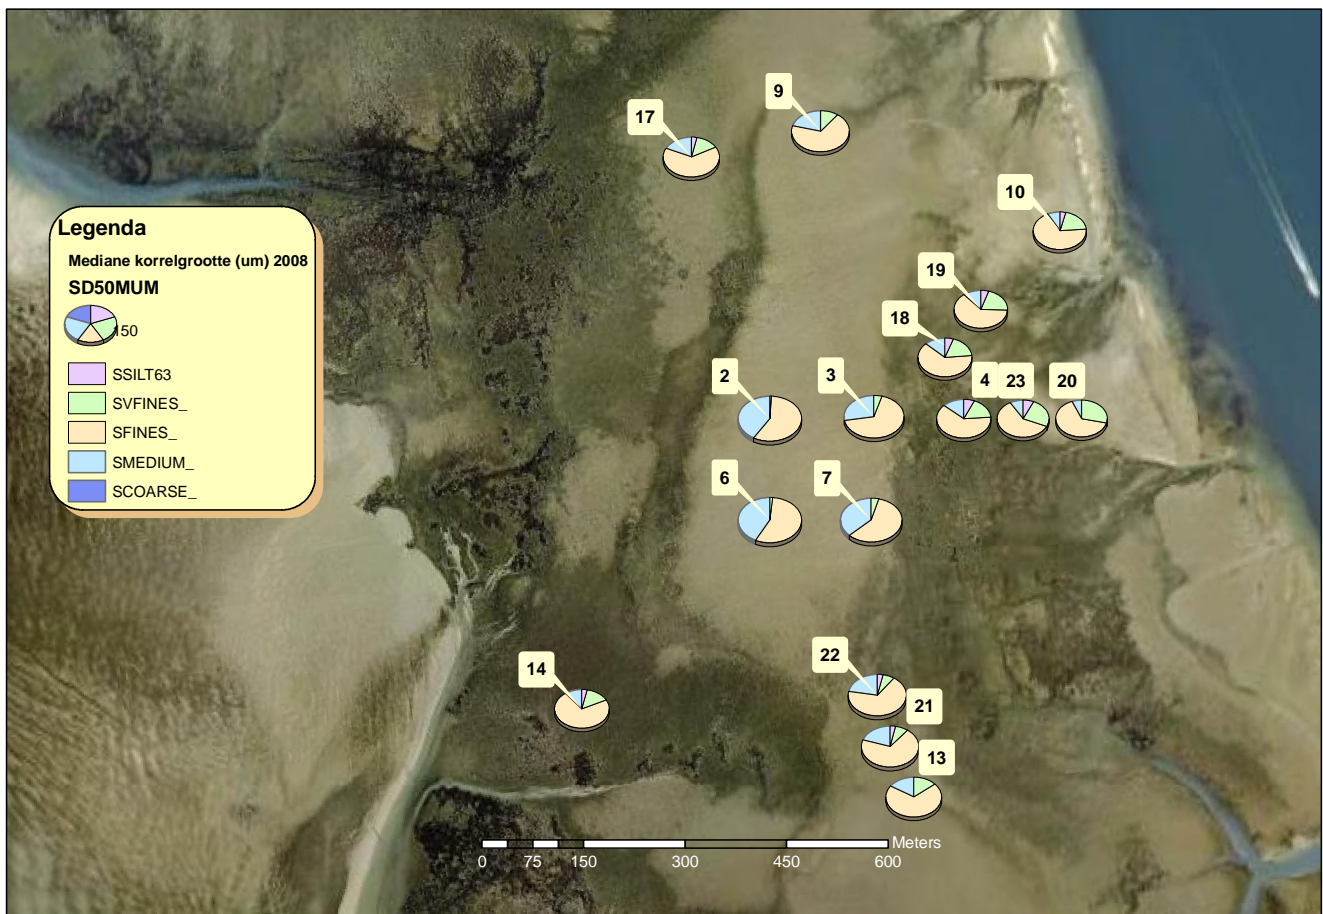 9
17
10
Legenda
Mediane korrelgrootte (um) 2008
SD50MUM
150
SSILT63
SVFINES_
SFINES_
SMEDIUM_
SCOARSE_
19
18
2
3
4
23
20
6
7
22
14
21
13
Meters
0 75 150 300 450 600